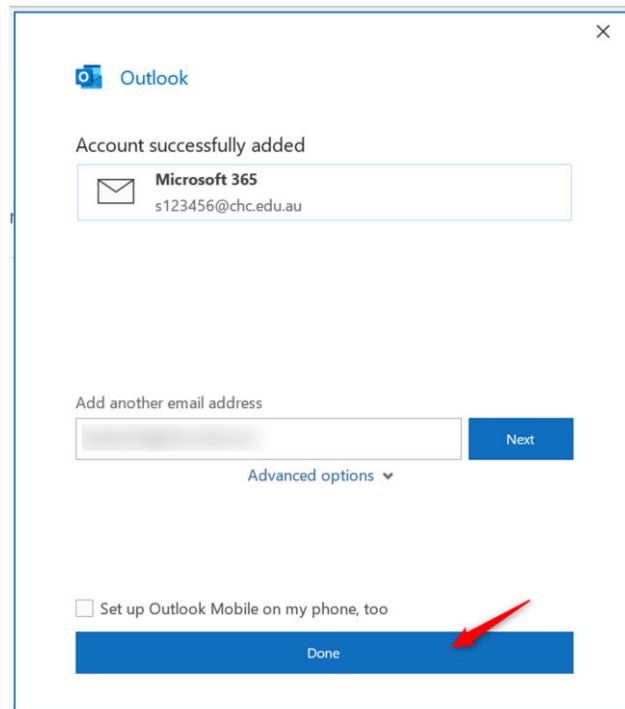 Outlook
Account successfully added
Microsoft 365
s123456@chc.edu.au
Add another email address
Next
Advanced options
Set up Outlook Mobile on my phone, too
Done